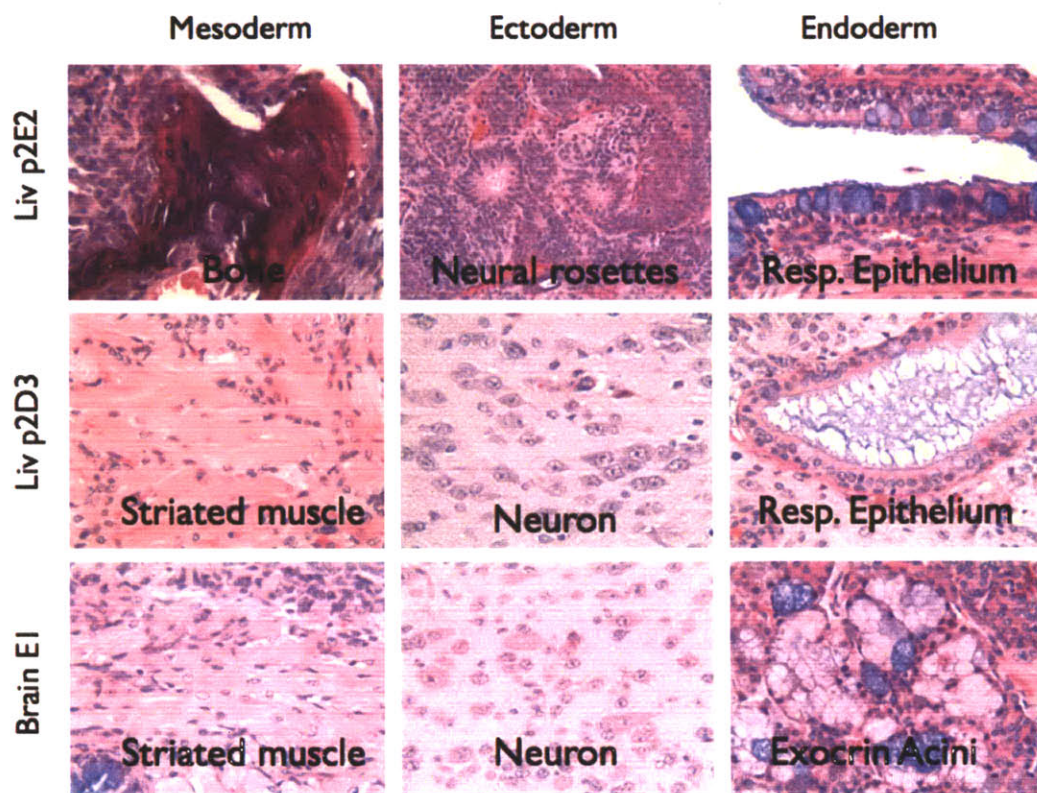 Mesoderm Ectoderm Endoderm
Liv p2E2
Bone Neural rosettes Resp. Epithelium
Liv p2D3
Striated muscle Neuron Resp. Epithelium
Brain E1
Striated muscle Neuron Exocrin Acini